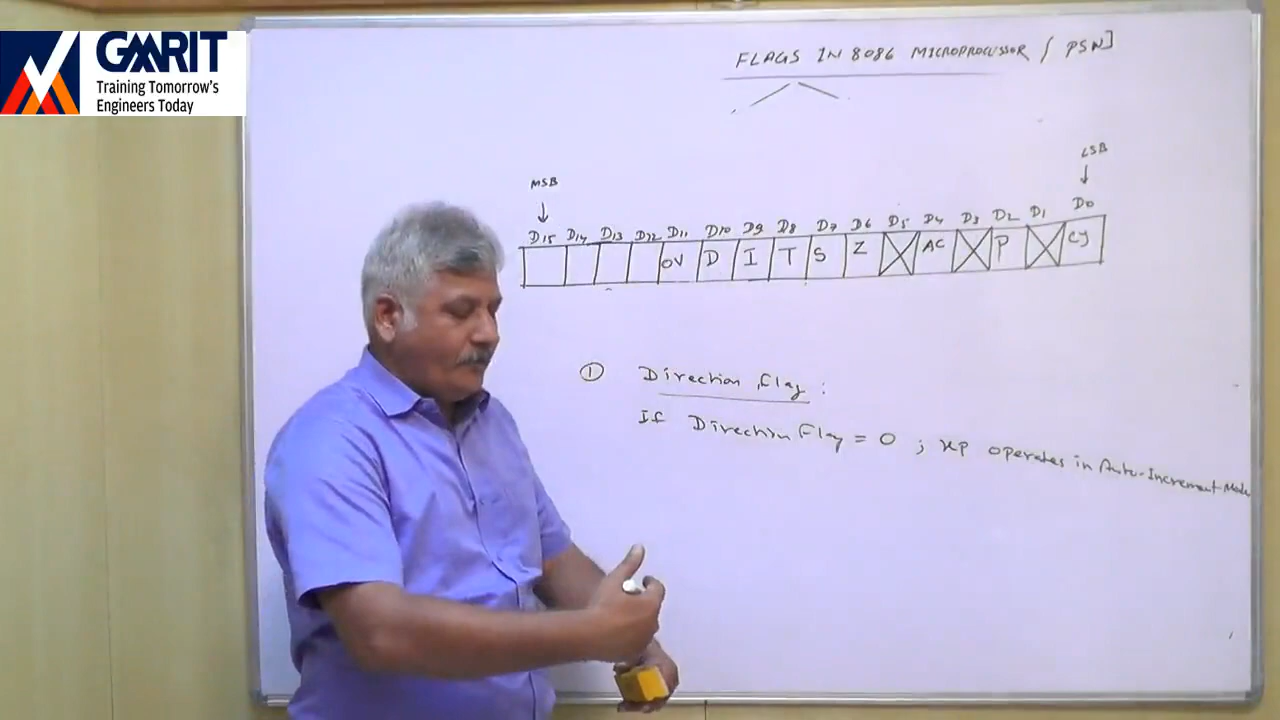 GMRIT
Training Tomorrow's
Engineers Today
FLAGS IN 8086 MICROPROCUSSOR / PSW]
MSB
LSB
D15 D14 D13 D12 D11 D10 D9 D8 D7 D6 D5 D4 D3 D2 D1 D0
OV D I T S Z AC P CY
① Direction Flag :
If Direction Flag = 0 ; μp operates in Auto-Increment Mode